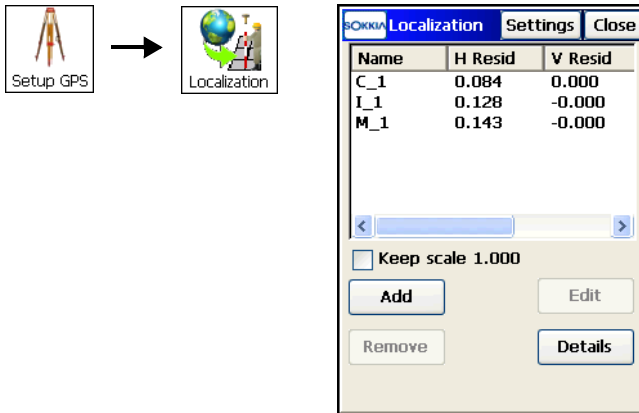 Setup GPS
Localization
SOKKIA Localization Settings Close
Name H Resid V Resid
C_1 0.084 0.000
I_1 0.128 -0.000
M_1 0.143 -0.000
Keep scale 1.000
Add Edit
Remove Details